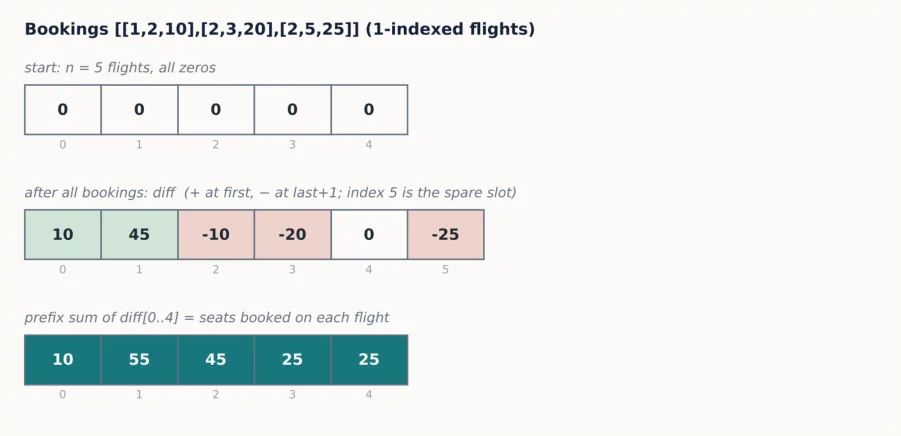 Bookings [[1,2,10],[2,3,20],[2,5,25]] (1-indexed flights)
start: n = 5 flights, all zeros
0 0 0 0 0
0 1 2 3 4
after all bookings: diff (+ at first, − at last+1; index 5 is the spare slot)
10 45 -10 -20 0 -25
0 1 2 3 4 5
prefix sum of diff[0..4] = seats booked on each flight
10 55 45 25 25
0 1 2 3 4